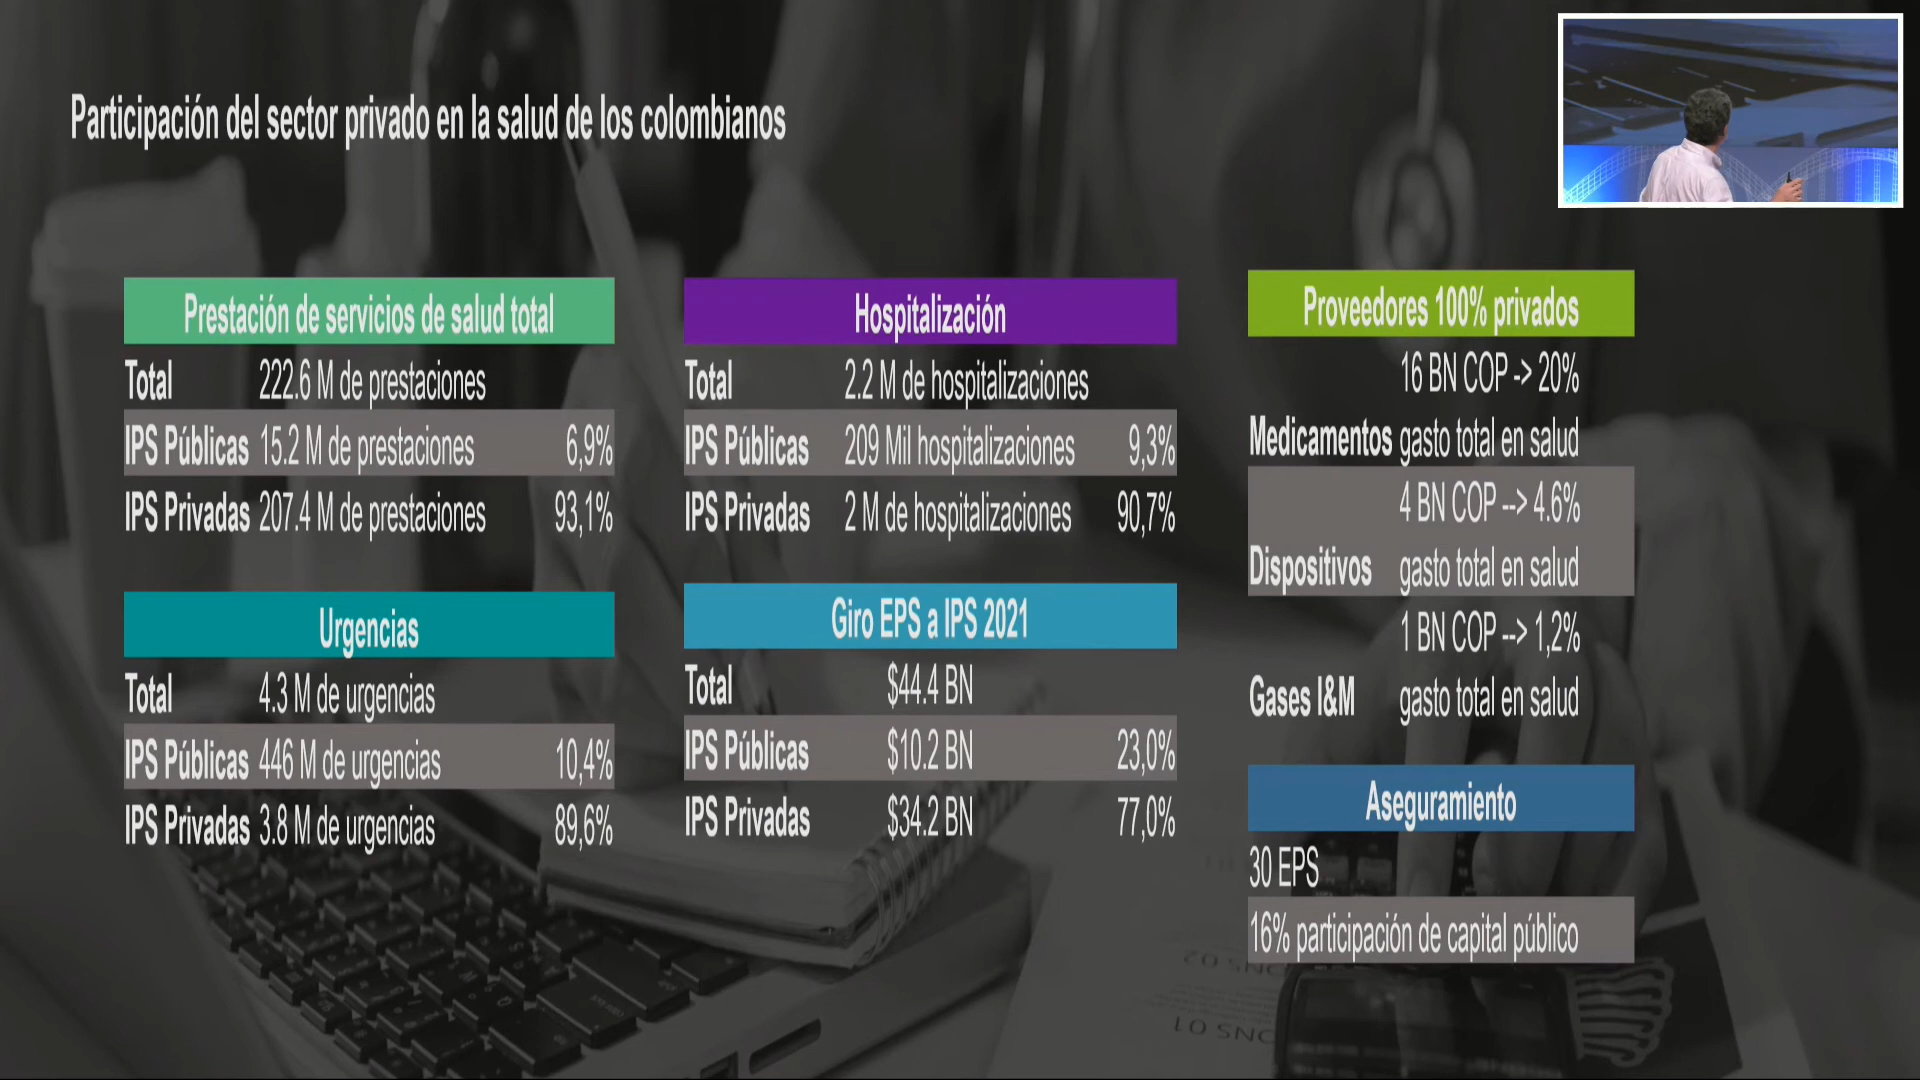 Participación del sector privado en la salud de los colombianos
Prestación de servicios de salud total
Total 222.6 M de prestaciones
IPS Públicas 15.2 M de prestaciones 6,9%
IPS Privadas 207.4 M de prestaciones 93,1%
Urgencias
Total 4.3 M de urgencias
IPS Públicas 446 M de urgencias 10,4%
IPS Privadas 3.8 M de urgencias 89,6%
Hospitalización
Total 2.2 M de hospitalizaciones
IPS Públicas 209 Mil hospitalizaciones 9,3%
IPS Privadas 2 M de hospitalizaciones 90,7%
Giro EPS a IPS 2021
Total $44.4 BN
IPS Públicas $10.2 BN 23,0%
IPS Privadas $34.2 BN 77,0%
Proveedores 100% privados
16 BN COP -> 20%
Medicamentos gasto total en salud
4 BN COP --> 4.6%
Dispositivos gasto total en salud
1 BN COP --> 1,2%
Gases I&M gasto total en salud
Aseguramiento
30 EPS
16% participación de capital público